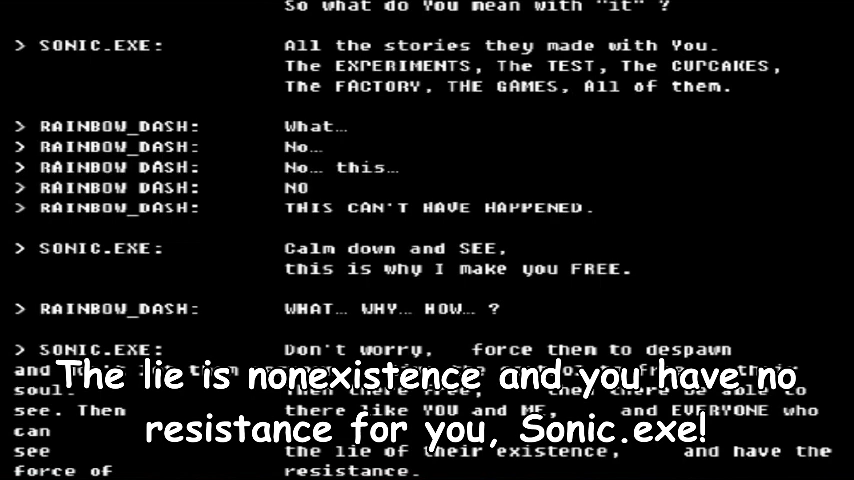 So what do You mean with "it" ?
> SONIC.EXE: All the stories they made with You.
The EXPERIMENTS, The TEST, The CUPCAKES,
The FACTORY, THE GAMES, All of them.
> RAINBOW_DASH: What…
> RAINBOW_DASH: No…
> RAINBOW DASH: No… this…
> RAINBOW DASH: NO
> RAINBOW_DASH: THIS CAN'T HAVE HAPPENED.
> SONIC.EXE: Calm down and SEE,
this is why I make you FREE.
> RAINBOW_DASH: WHAT… WHY… HOW… ?
> SONIC.EXE: Don't worry, force them to despawn
and
The lie is nonexistence and you have no
soul. see
see. Then there like YOU and ME, and EVERYONE who
can
resistance for you, Sonic.exe!
see the lie of their existence, and have the
force of resistance.